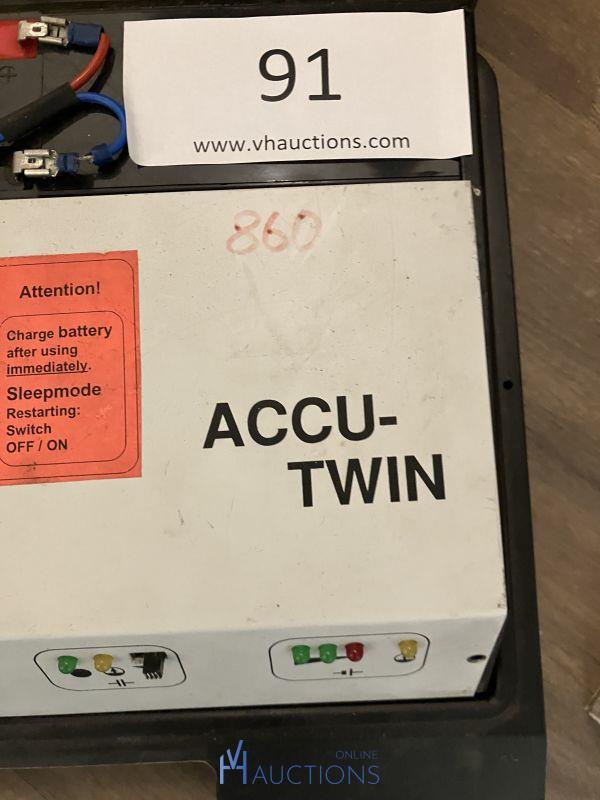 91
www.vhauctions.com
860
Attention!
Charge battery
after using
immediately.
Sleepmode
Restarting:
Switch
OFF / ON
ACCU-
TWIN
VH ONLINE
AUCTIONS